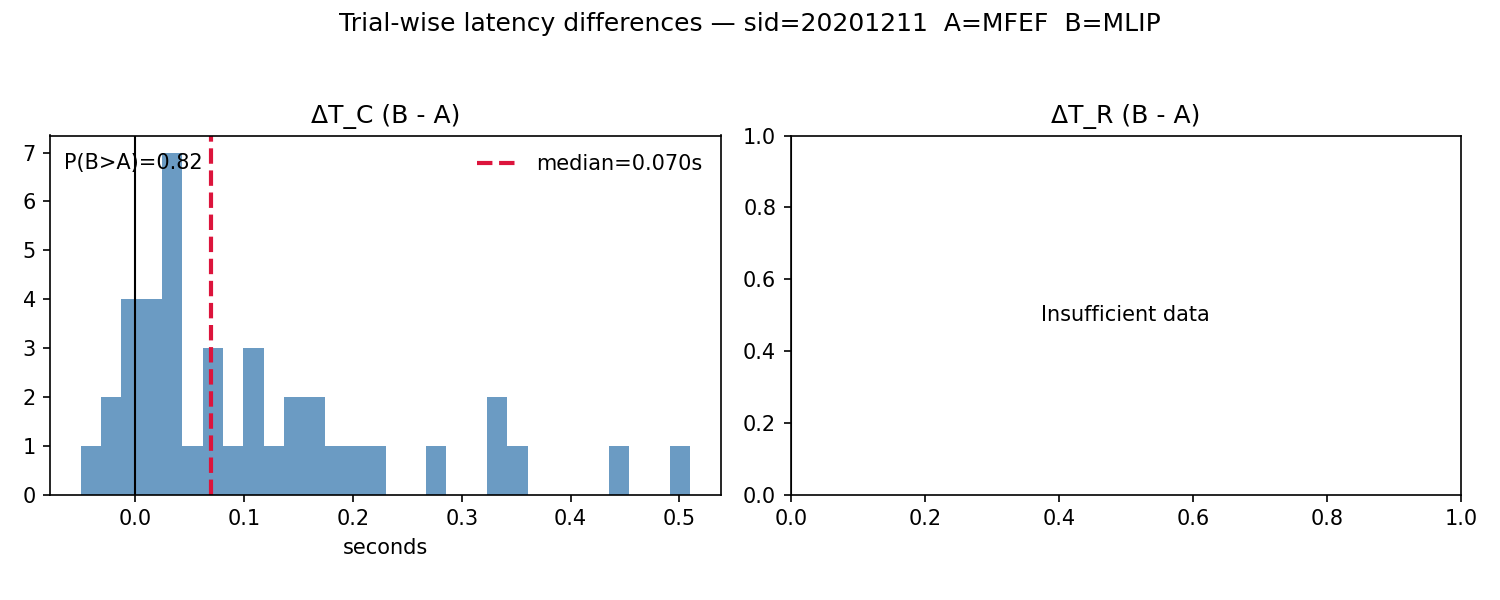 Trial-wise latency differences — sid=20201211  A=MFEF  B=MLIP
ΔT_C (B - A)
P(B>A)=0.82
median=0.070s
7
6
5
4
3
2
1
0
0.0 0.1 0.2 0.3 0.4 0.5
seconds
ΔT_R (B - A)
1.0
0.8
0.6
0.4
0.2
0.0
Insufficient data
0.0 0.2 0.4 0.6 0.8 1.0